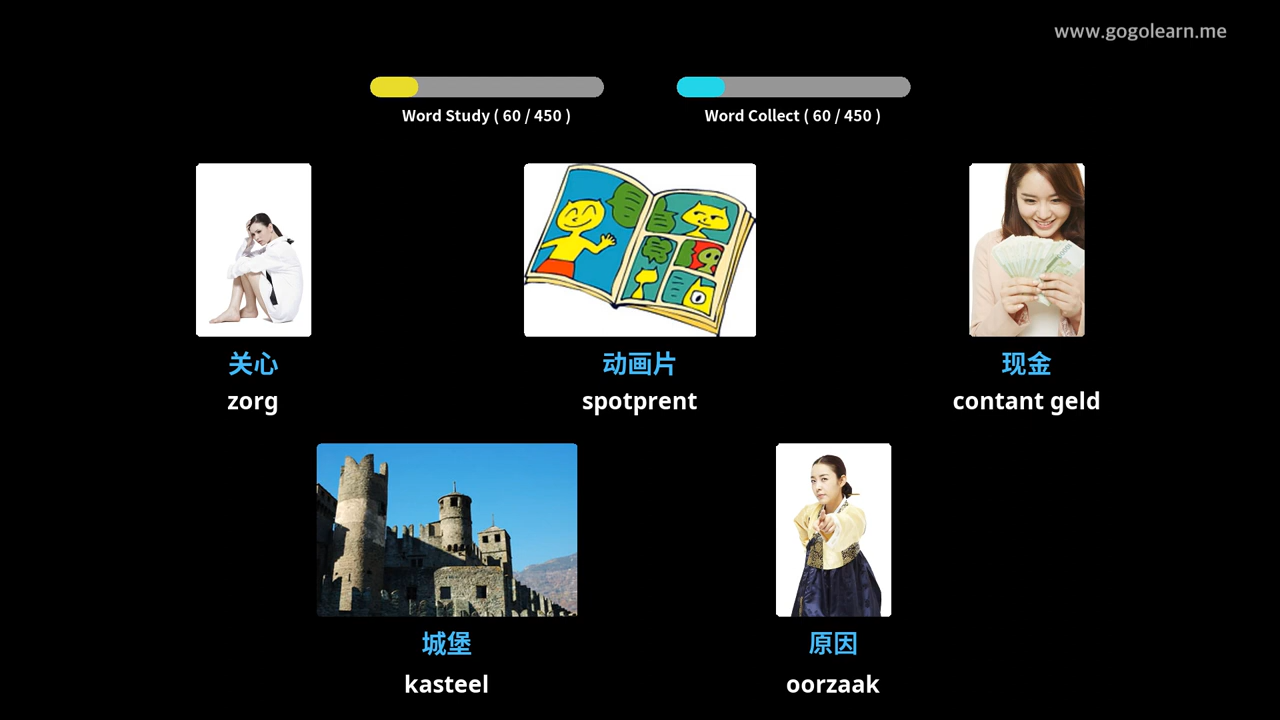 www.gogolearn.me
Word Study ( 60 / 450 )
Word Collect ( 60 / 450 )
关心
zorg
动画片
spotprent
现金
contant geld
城堡
kasteel
原因
oorzaak